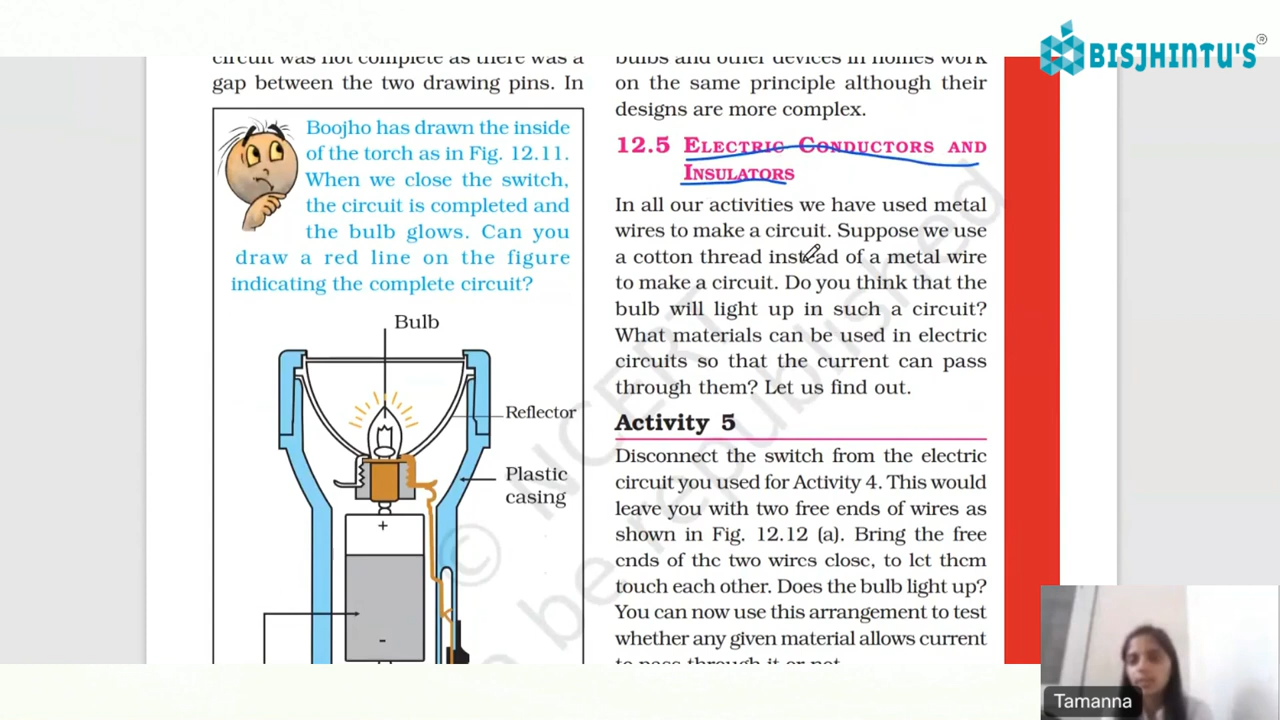 BISJHINTU'S®
circuit was not complete as there was a
gap between the two drawing pins. In
Boojho has drawn the inside
of the torch as in Fig. 12.11.
When we close the switch,
the circuit is completed and
the bulb glows. Can you
draw a red line on the figure
indicating the complete circuit?
Bulb
Reflector
Plastic
casing
+
-
bulbs and other devices in homes work
on the same principle although their
designs are more complex.
12.5 ELECTRIC CONDUCTORS AND
INSULATORS
In all our activities we have used metal
wires to make a circuit. Suppose we use
a cotton thread instead of a metal wire
to make a circuit. Do you think that the
bulb will light up in such a circuit?
What materials can be used in electric
circuits so that the current can pass
through them? Let us find out.
Activity 5
Disconnect the switch from the electric
circuit you used for Activity 4. This would
leave you with two free ends of wires as
shown in Fig. 12.12 (a). Bring the free
ends of the two wires close, to let them
touch each other. Does the bulb light up?
You can now use this arrangement to test
whether any given material allows current
to pass through it or not.
© NCERT
be republished
Tamanna